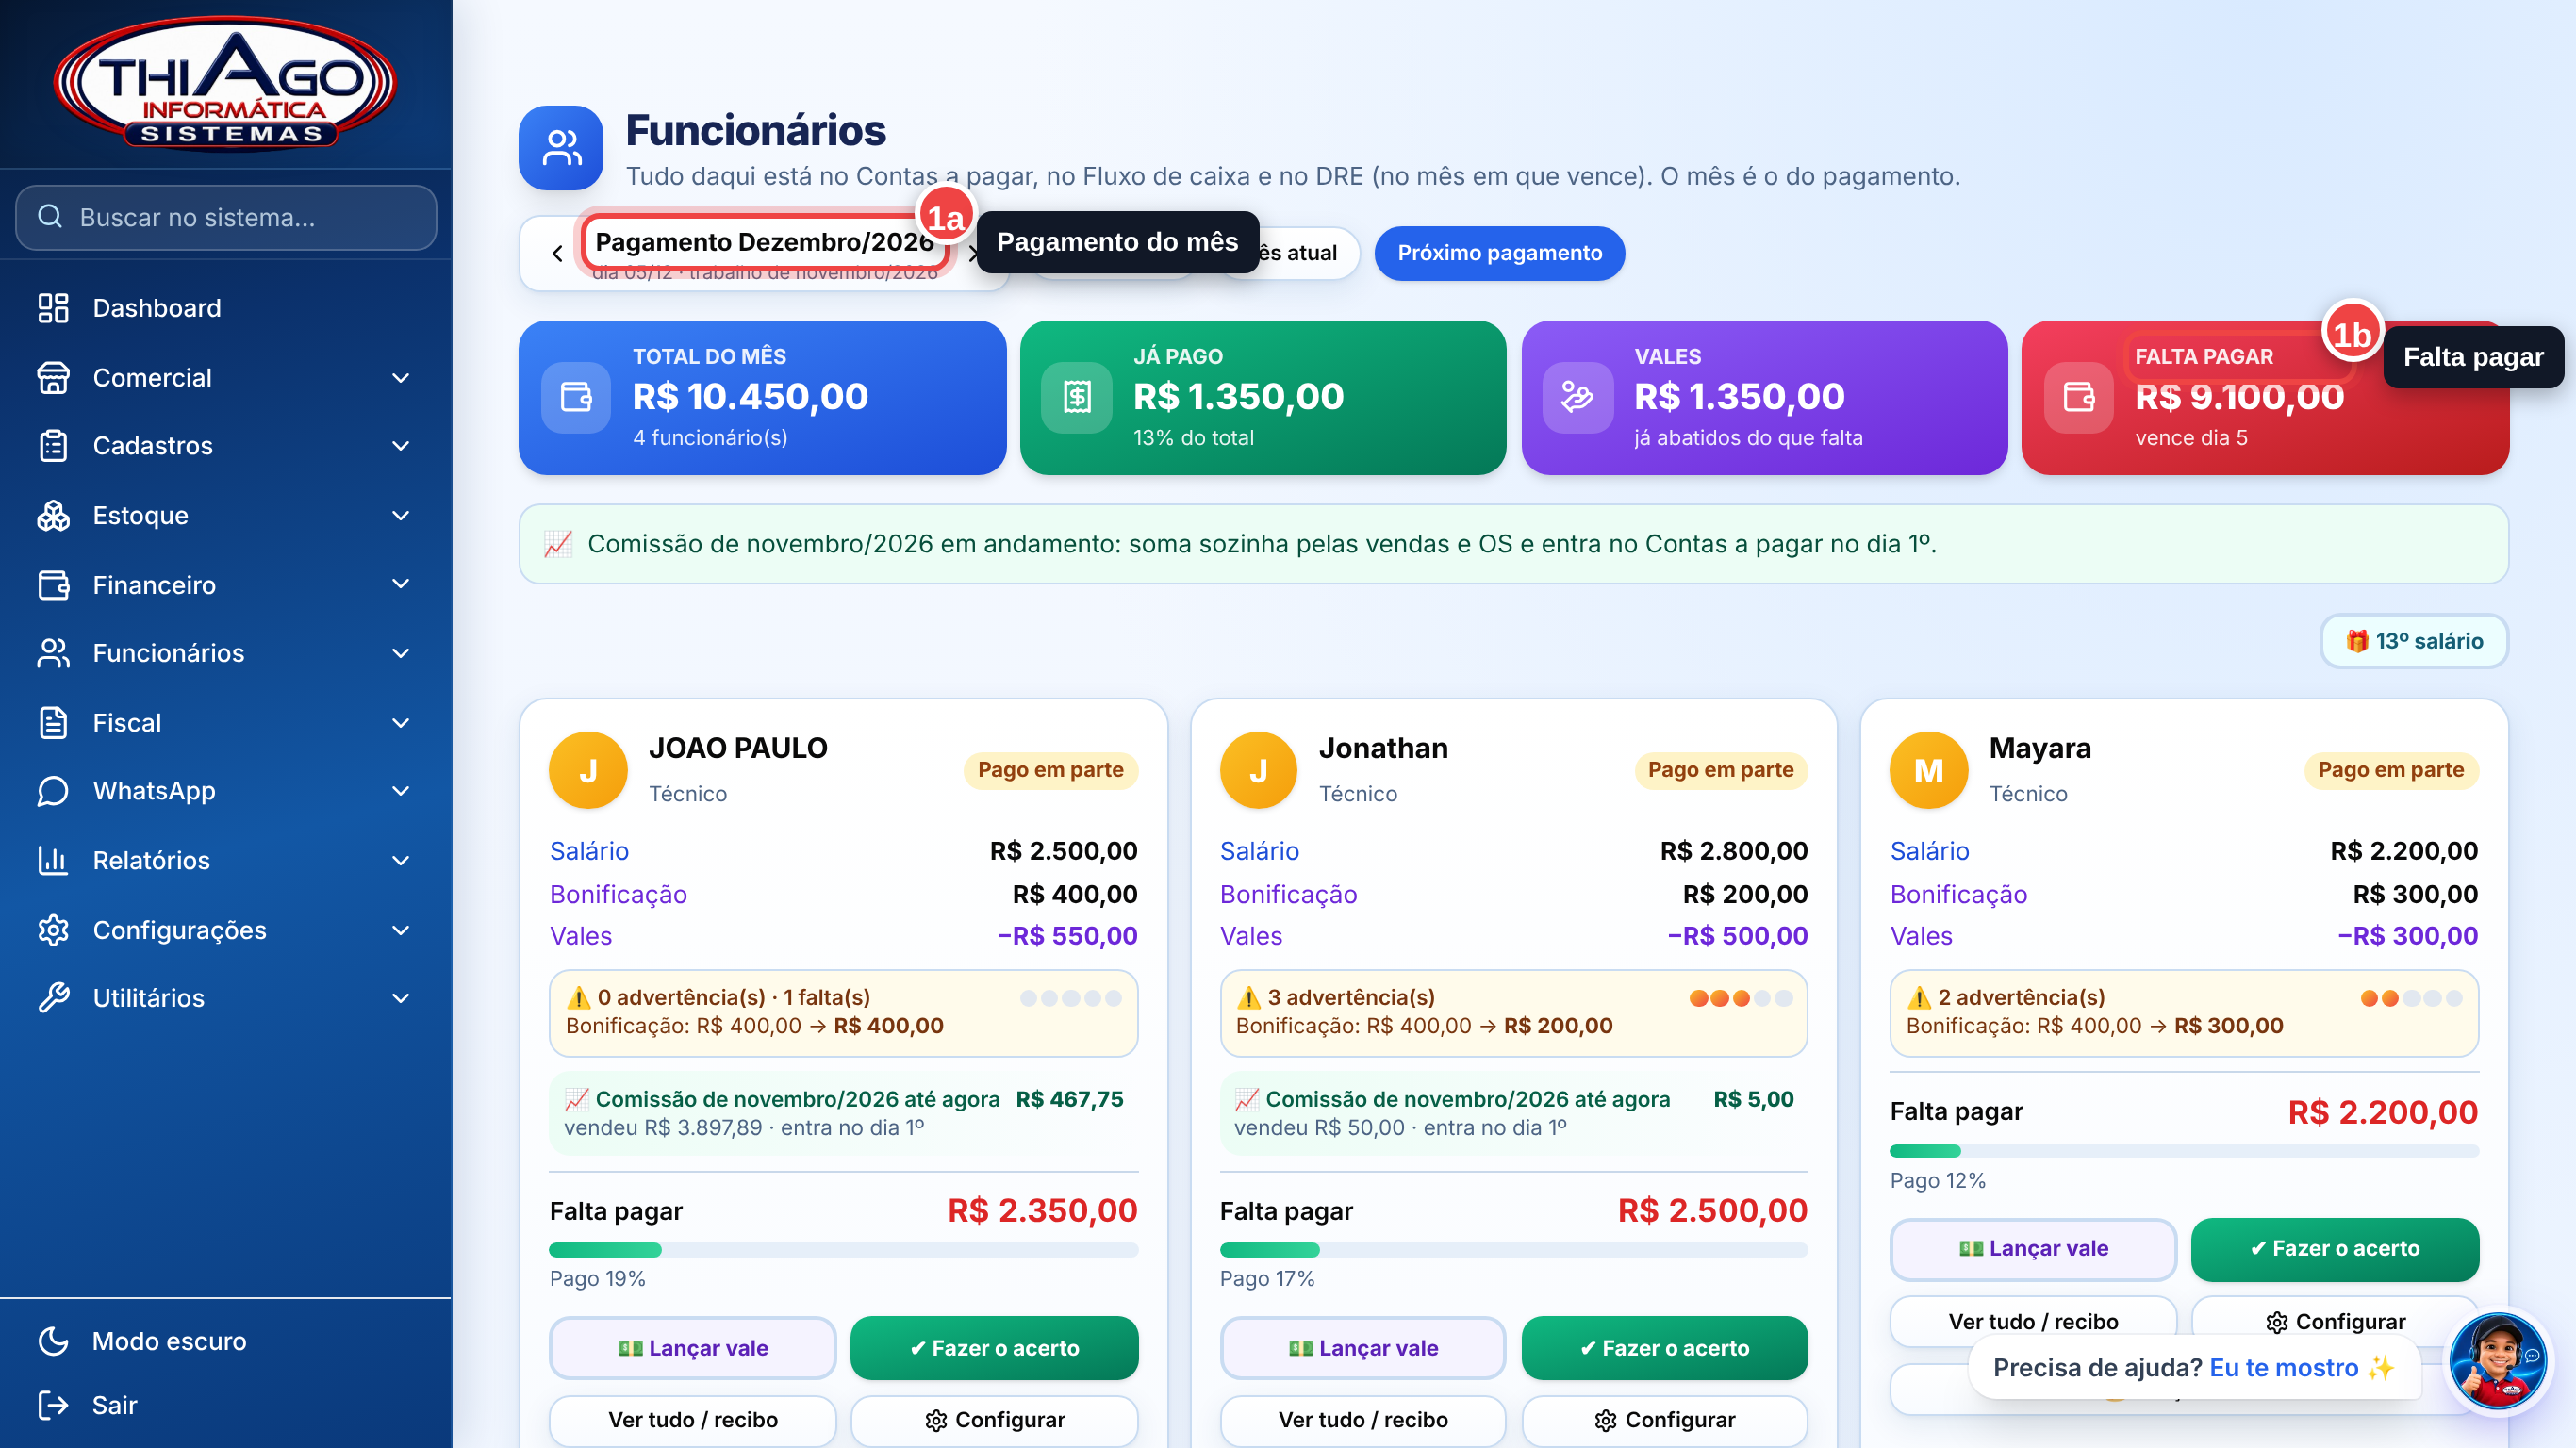 THIAGO
INFORMÁTICA
SISTEMAS
Buscar no sistema...
Dashboard
Comercial
Cadastros
Estoque
Financeiro
Funcionários
Fiscal
WhatsApp
Relatórios
Configurações
Utilitários
Modo escuro
Sair
Funcionários
Tudo daqui está no Contas a pagar, no Fluxo de caixa e no DRE (no mês em que vence). O mês é o do pagamento.
Pagamento Dezembro/2026
dia 05/12 · trabalho de novembro/2026
1a
Pagamento do mês
ês atual
Próximo pagamento
TOTAL DO MÊS
R$ 10.450,00
4 funcionário(s)
JÁ PAGO
R$ 1.350,00
13% do total
VALES
R$ 1.350,00
já abatidos do que falta
FALTA PAGAR
R$ 9.100,00
vence dia 5
1b
Falta pagar
📈 Comissão de novembro/2026 em andamento: soma sozinha pelas vendas e OS e entra no Contas a pagar no dia 1º.
🎁 13º salário
J
JOAO PAULO
Técnico
Pago em parte
Salário R$ 2.500,00
Bonificação R$ 400,00
Vales −R$ 550,00
⚠️ 0 advertência(s) · 1 falta(s)
Bonificação: R$ 400,00 → R$ 400,00
📈 Comissão de novembro/2026 até agora R$ 467,75
vendeu R$ 3.897,89 · entra no dia 1º
Falta pagar R$ 2.350,00
Pago 19%
💵 Lançar vale
✔ Fazer o acerto
Ver tudo / recibo
Configurar
J
Jonathan
Técnico
Pago em parte
Salário R$ 2.800,00
Bonificação R$ 200,00
Vales −R$ 500,00
⚠️ 3 advertência(s)
Bonificação: R$ 400,00 → R$ 200,00
📈 Comissão de novembro/2026 até agora R$ 5,00
vendeu R$ 50,00 · entra no dia 1º
Falta pagar R$ 2.500,00
Pago 17%
💵 Lançar vale
✔ Fazer o acerto
Ver tudo / recibo
Configurar
M
Mayara
Técnico
Pago em parte
Salário R$ 2.200,00
Bonificação R$ 300,00
Vales −R$ 300,00
⚠️ 2 advertência(s)
Bonificação: R$ 400,00 → R$ 300,00
Falta pagar R$ 2.200,00
Pago 12%
💵 Lançar vale
✔ Fazer o acerto
Ver tudo / recibo
Configurar
Precisa de ajuda? Eu te mostro ✨